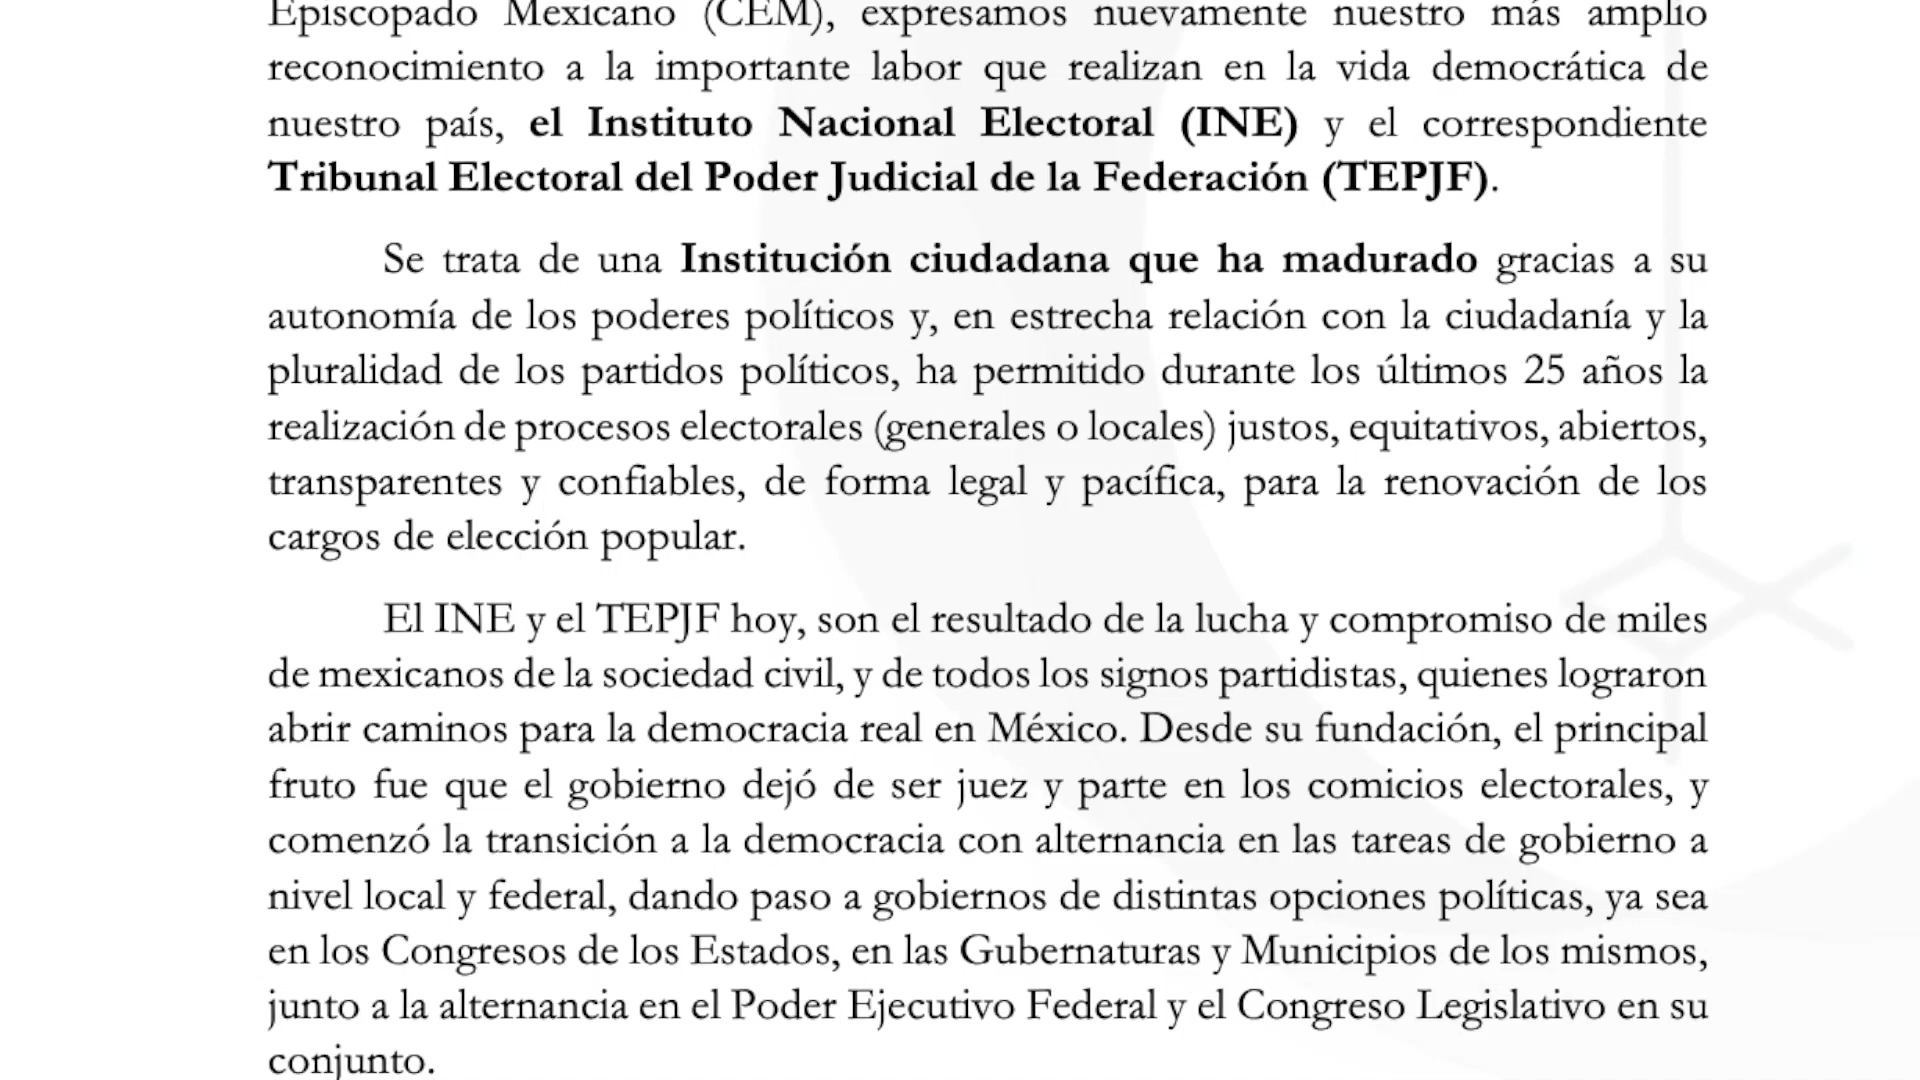 Episcopado Mexicano (CEM), expresamos nuevamente nuestro más amplio
reconocimiento a la importante labor que realizan en la vida democrática de
nuestro país, el Instituto Nacional Electoral (INE) y el correspondiente
Tribunal Electoral del Poder Judicial de la Federación (TEPJF).
Se trata de una Institución ciudadana que ha madurado gracias a su
autonomía de los poderes políticos y, en estrecha relación con la ciudadanía y la
pluralidad de los partidos políticos, ha permitido durante los últimos 25 años la
realización de procesos electorales (generales o locales) justos, equitativos, abiertos,
transparentes y confiables, de forma legal y pacífica, para la renovación de los
cargos de elección popular.
El INE y el TEPJF hoy, son el resultado de la lucha y compromiso de miles
de mexicanos de la sociedad civil, y de todos los signos partidistas, quienes lograron
abrir caminos para la democracia real en México. Desde su fundación, el principal
fruto fue que el gobierno dejó de ser juez y parte en los comicios electorales, y
comenzó la transición a la democracia con alternancia en las tareas de gobierno a
nivel local y federal, dando paso a gobiernos de distintas opciones políticas, ya sea
en los Congresos de los Estados, en las Gubernaturas y Municipios de los mismos,
junto a la alternancia en el Poder Ejecutivo Federal y el Congreso Legislativo en su
conjunto.